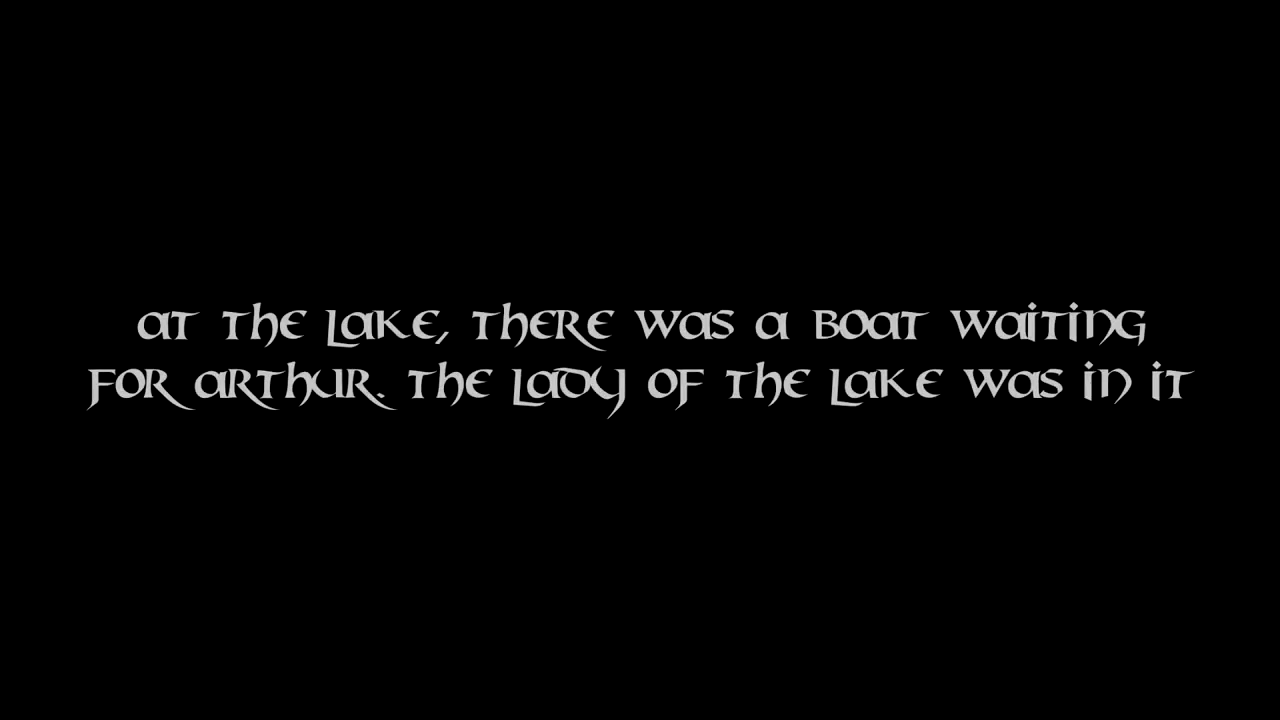 At the lake, there was a boat waiting
for Arthur. The Lady of the Lake was in it